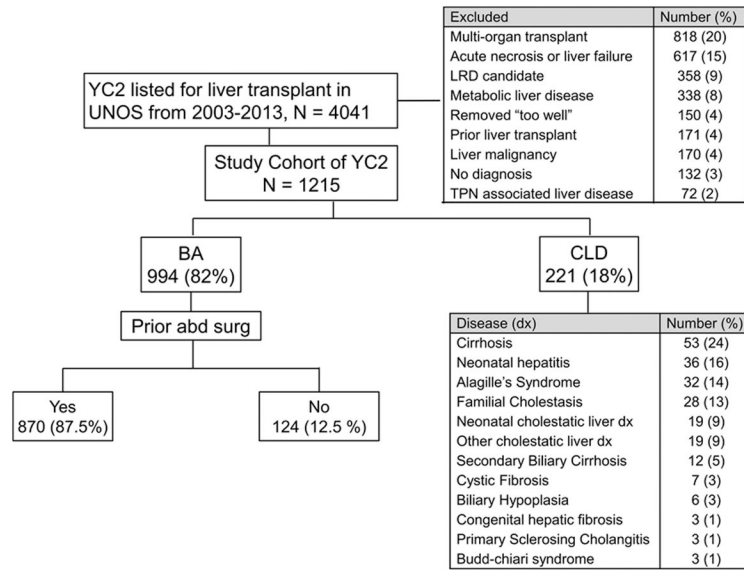 Excluded Number (%)
Multi-organ transplant 818 (20)
Acute necrosis or liver failure 617 (15)
LRD candidate 358 (9)
Metabolic liver disease 338 (8)
Removed “too well” 150 (4)
Prior liver transplant 171 (4)
Liver malignancy 170 (4)
No diagnosis 132 (3)
TPN associated liver disease 72 (2)
YC2 listed for liver transplant in
UNOS from 2003-2013, N = 4041
Study Cohort of YC2
N = 1215
BA
994 (82%)
CLD
221 (18%)
Prior abd surg
Yes
870 (87.5%)
No
124 (12.5 %)
Disease (dx) Number (%)
Cirrhosis 53 (24)
Neonatal hepatitis 36 (16)
Alagille's Syndrome 32 (14)
Familial Cholestasis 28 (13)
Neonatal cholestatic liver dx 19 (9)
Other cholestatic liver dx 19 (9)
Secondary Biliary Cirrhosis 12 (5)
Cystic Fibrosis 7 (3)
Biliary Hypoplasia 6 (3)
Congenital hepatic fibrosis 3 (1)
Primary Sclerosing Cholangitis 3 (1)
Budd-chiari syndrome 3 (1)